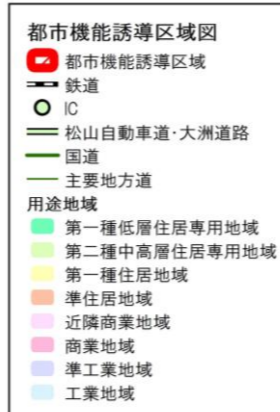 都市機能誘導区域図
都市機能誘導区域
鉄道
IC
松山自動車道・大洲道路
国道
主要地方道
用途地域
第一種低層住居専用地域
第二種中高層住居専用地域
第一種住居地域
準住居地域
近隣商業地域
商業地域
準工業地域
工業地域